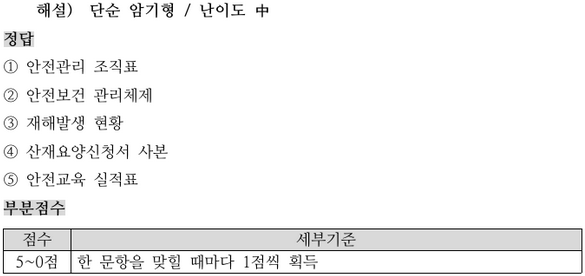 해설) 단순 암기형 / 난이도 中
정답
① 안전관리 조직표
② 안전보건 관리체제
③ 재해발생 현황
④ 산재요양신청서 사본
⑤ 안전교육 실적표
부분점수
점수 세부기준
5~0점 한 문항을 맞힐 때마다 1점씩 획득